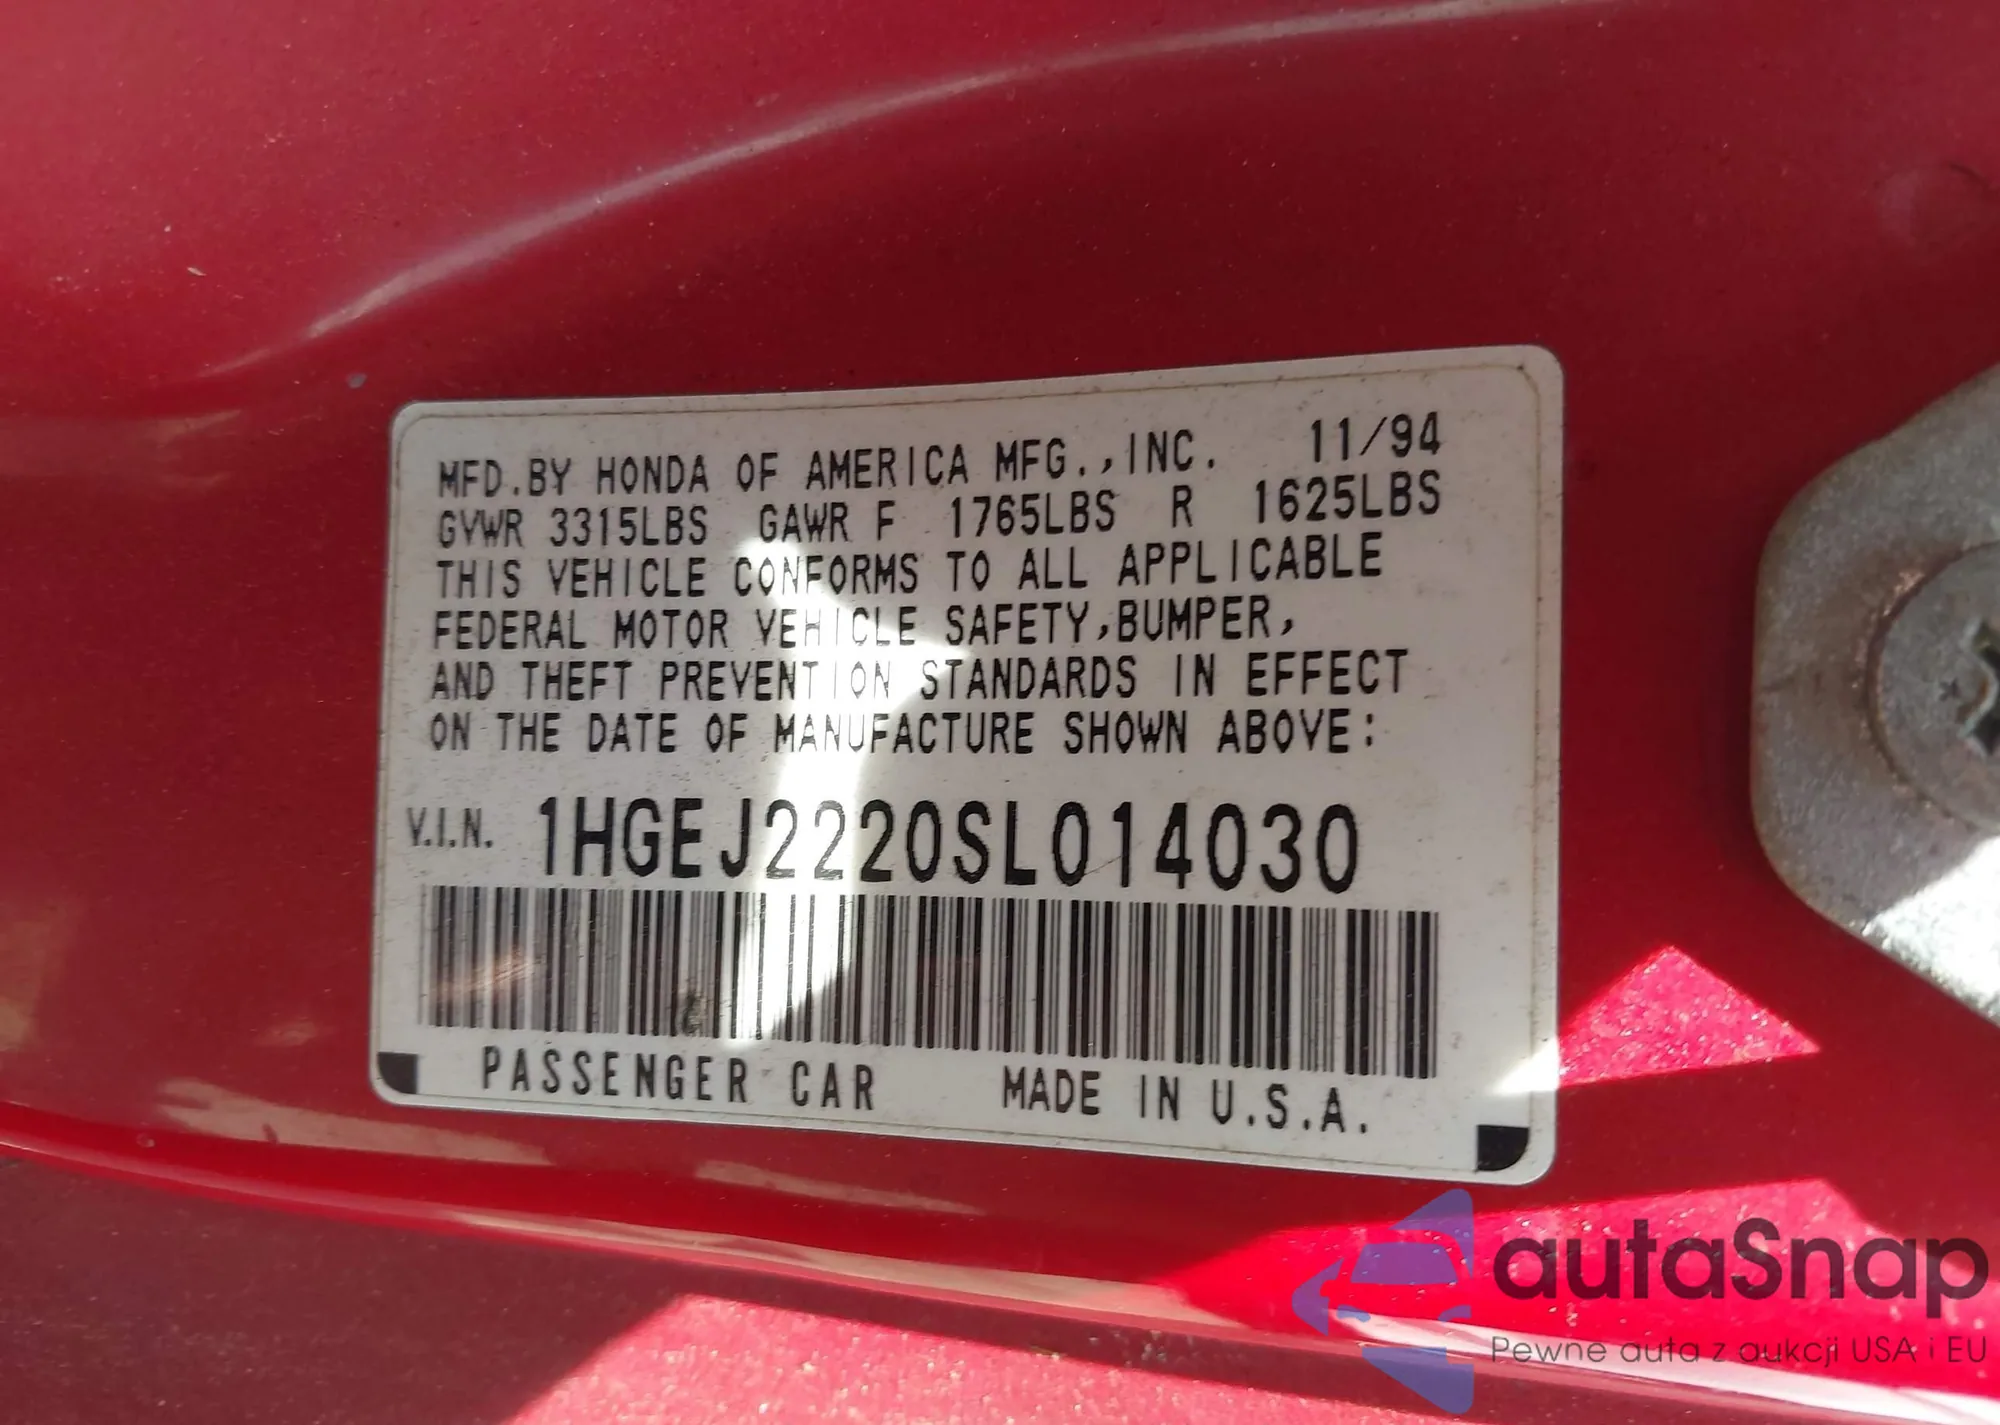 MFD.BY HONDA OF AMERICA MFG.,INC. 11/94
GVWR 3315LBS GAWR F 1765LBS R 1625LBS
THIS VEHICLE CONFORMS TO ALL APPLICABLE
FEDERAL MOTOR VEHICLE SAFETY,BUMPER,
AND THEFT PREVENTION STANDARDS IN EFFECT
ON THE DATE OF MANUFACTURE SHOWN ABOVE:
V.I.N. 1HGEJ2220SL014030
PASSENGER CAR MADE IN U.S.A.
autaSnap
Pewne auta z aukcji USA i EU